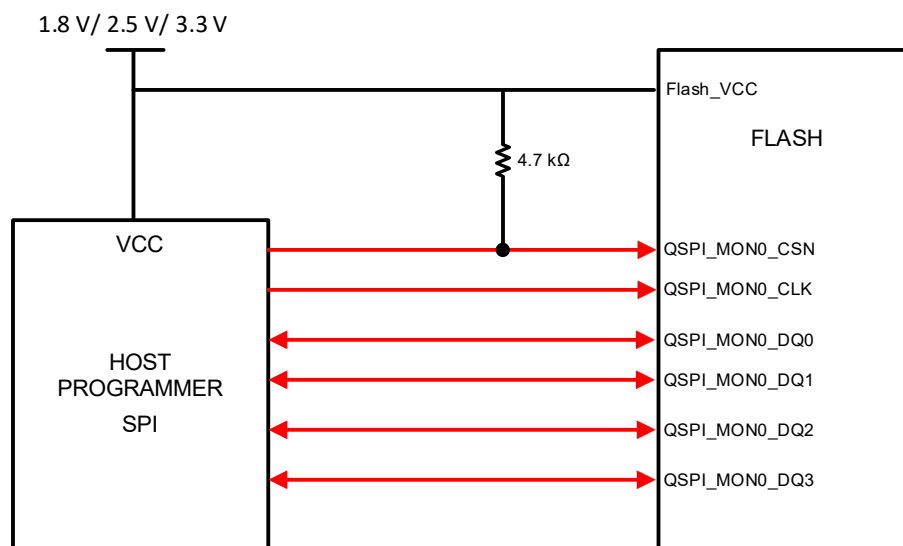 1.8 V/ 2.5 V/ 3.3 V
Flash_VCC
FLASH
4.7 kΩ
VCC
QSPI_MON0_CSN
QSPI_MON0_CLK
QSPI_MON0_DQ0
HOST
PROGRAMMER
SPI
QSPI_MON0_DQ1
QSPI_MON0_DQ2
QSPI_MON0_DQ3